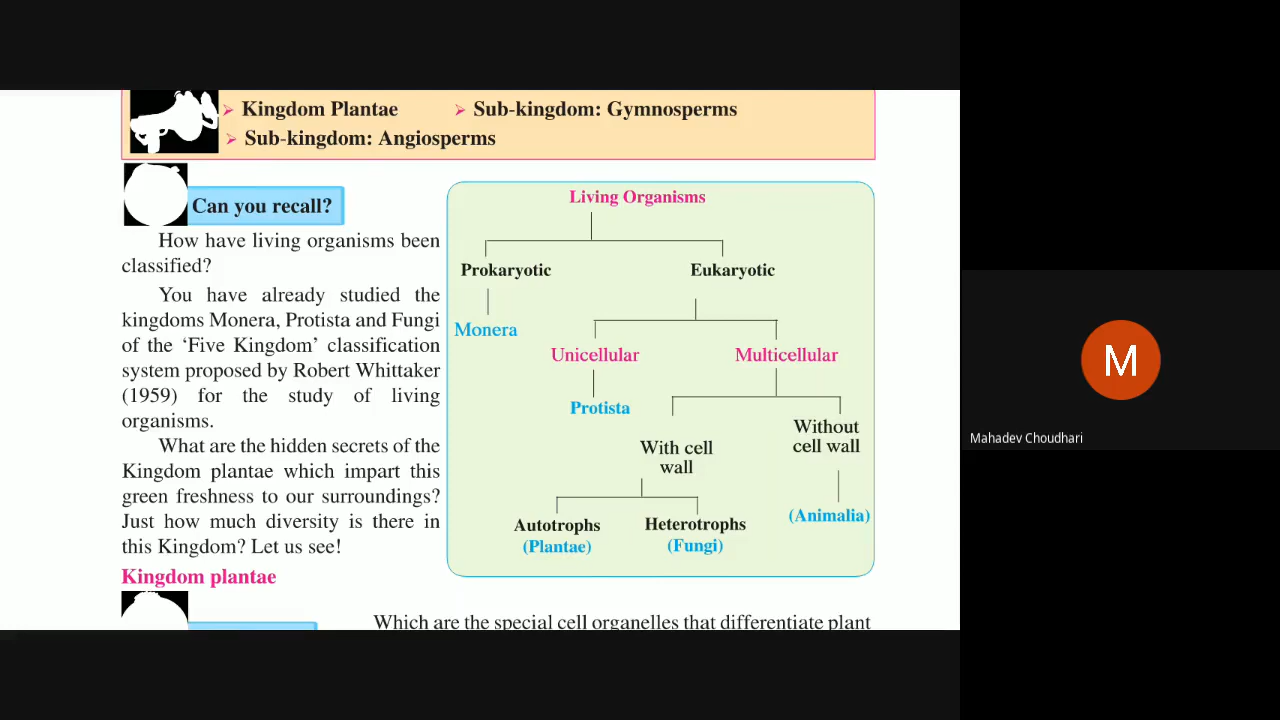 Kingdom Plantae
Sub-kingdom: Gymnosperms
Sub-kingdom: Angiosperms
Can you recall?
How have living organisms been
classified?
You have already studied the
kingdoms Monera, Protista and Fungi
of the ‘Five Kingdom’ classification
system proposed by Robert Whittaker
(1959) for the study of living
organisms.
What are the hidden secrets of the
Kingdom plantae which impart this
green freshness to our surroundings?
Just how much diversity is there in
this Kingdom? Let us see!
Kingdom plantae
Living Organisms
Prokaryotic
Eukaryotic
Monera
Unicellular
Multicellular
Protista
With cell
wall
Without
cell wall
Autotrophs
(Plantae)
Heterotrophs
(Fungi)
(Animalia)
Which are the special cell organelles that differentiate plant
M
Mahadev Choudhari